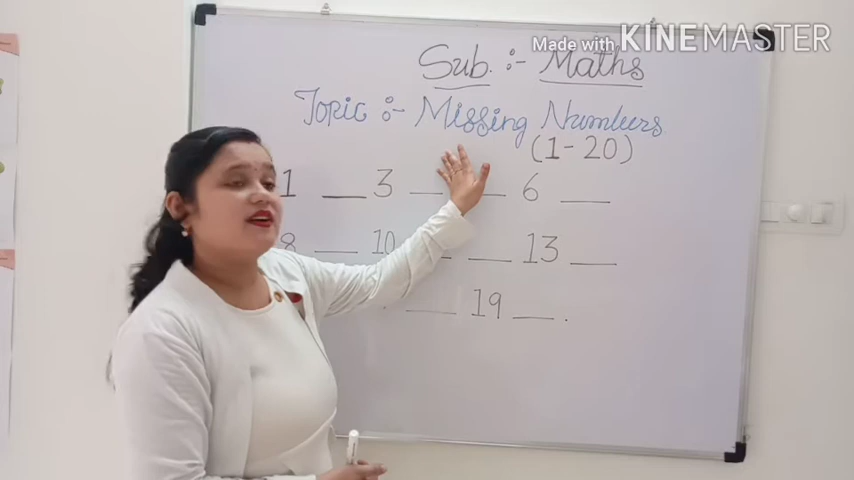 Made with KINEMASTER
Sub :- Maths
Topic :- Missing Numbers
(1 - 20)
1 __ 3 __ __ 6 __
8 __ 10 __ __ 13 __
__ 19 __ .